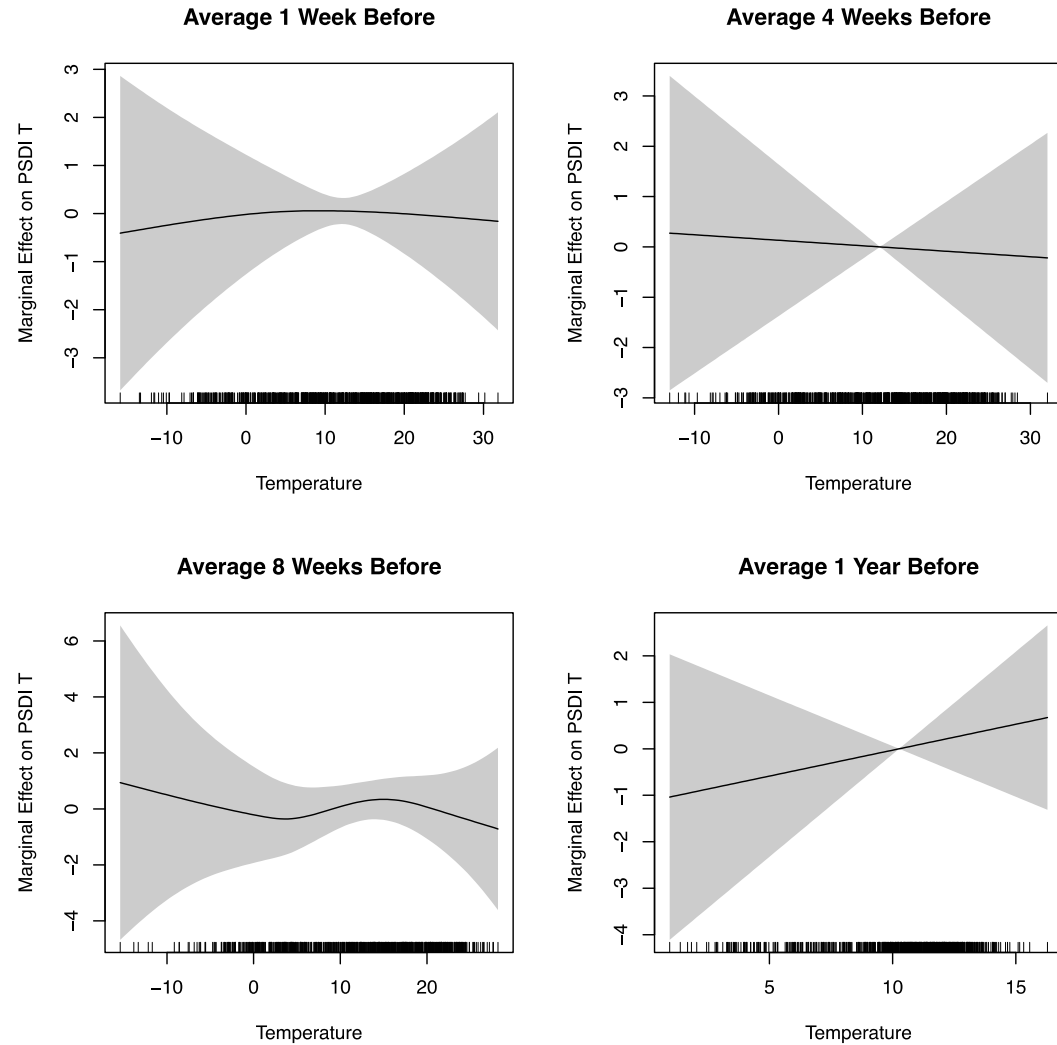 Average 1 Week Before
Marginal Effect on PSDI T
3
2
1
0
−1
−2
−3
−10 0 10 20 30
Temperature
Average 4 Weeks Before
Marginal Effect on PSDI T
3
2
1
0
−1
−2
−3
−10 0 10 20 30
Temperature
Average 8 Weeks Before
Marginal Effect on PSDI T
6
4
2
0
−2
−4
−10 0 10 20
Temperature
Average 1 Year Before
Marginal Effect on PSDI T
2
1
0
−1
−2
−3
−4
5 10 15
Temperature